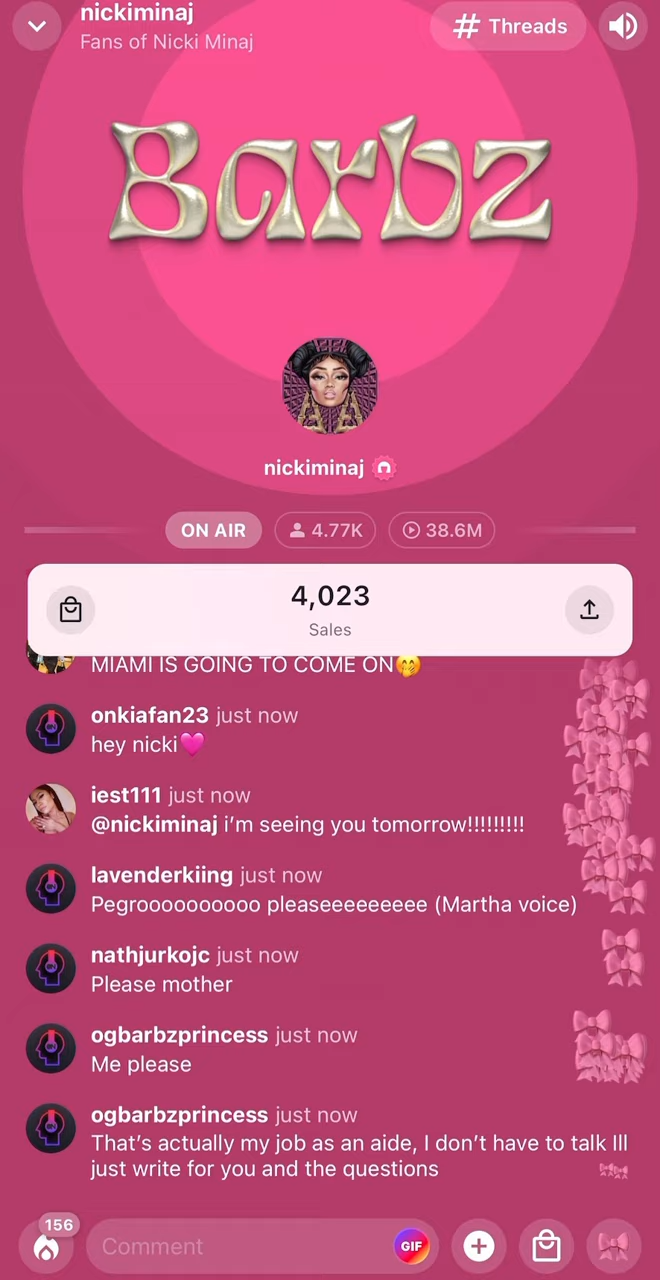 nickiminaj
Fans of Nicki Minaj
# Threads
Barbz
nickiminaj
ON AIR
4.77K
38.6M
4,023
Sales
MIAMI IS GOING TO COME ON🤭
onkiafan23 just now
hey nicki🩷
iest111 just now
@nickiminaj i’m seeing you tomorrow!!!!!!!!!
lavenderkiing just now
Pegroooooooooo pleaseeeeeeeee (Martha voice)
nathjurkojc just now
Please mother
ogbarbzprincess just now
Me please
ogbarbzprincess just now
That’s actually my job as an aide, I don’t have to talk Ill
just write for you and the questions
156
Comment
GIF